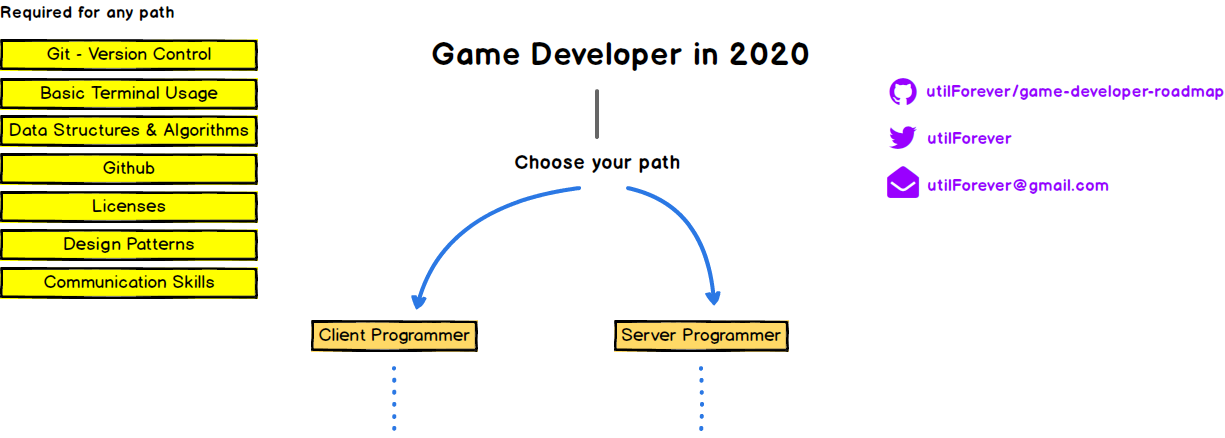 Required for any path
Git - Version Control
Basic Terminal Usage
Data Structures & Algorithms
Github
Licenses
Design Patterns
Communication Skills
Game Developer in 2020
Choose your path
Client Programmer
Server Programmer
utilForever/game-developer-roadmap
utilForever
utilForever@gmail.com